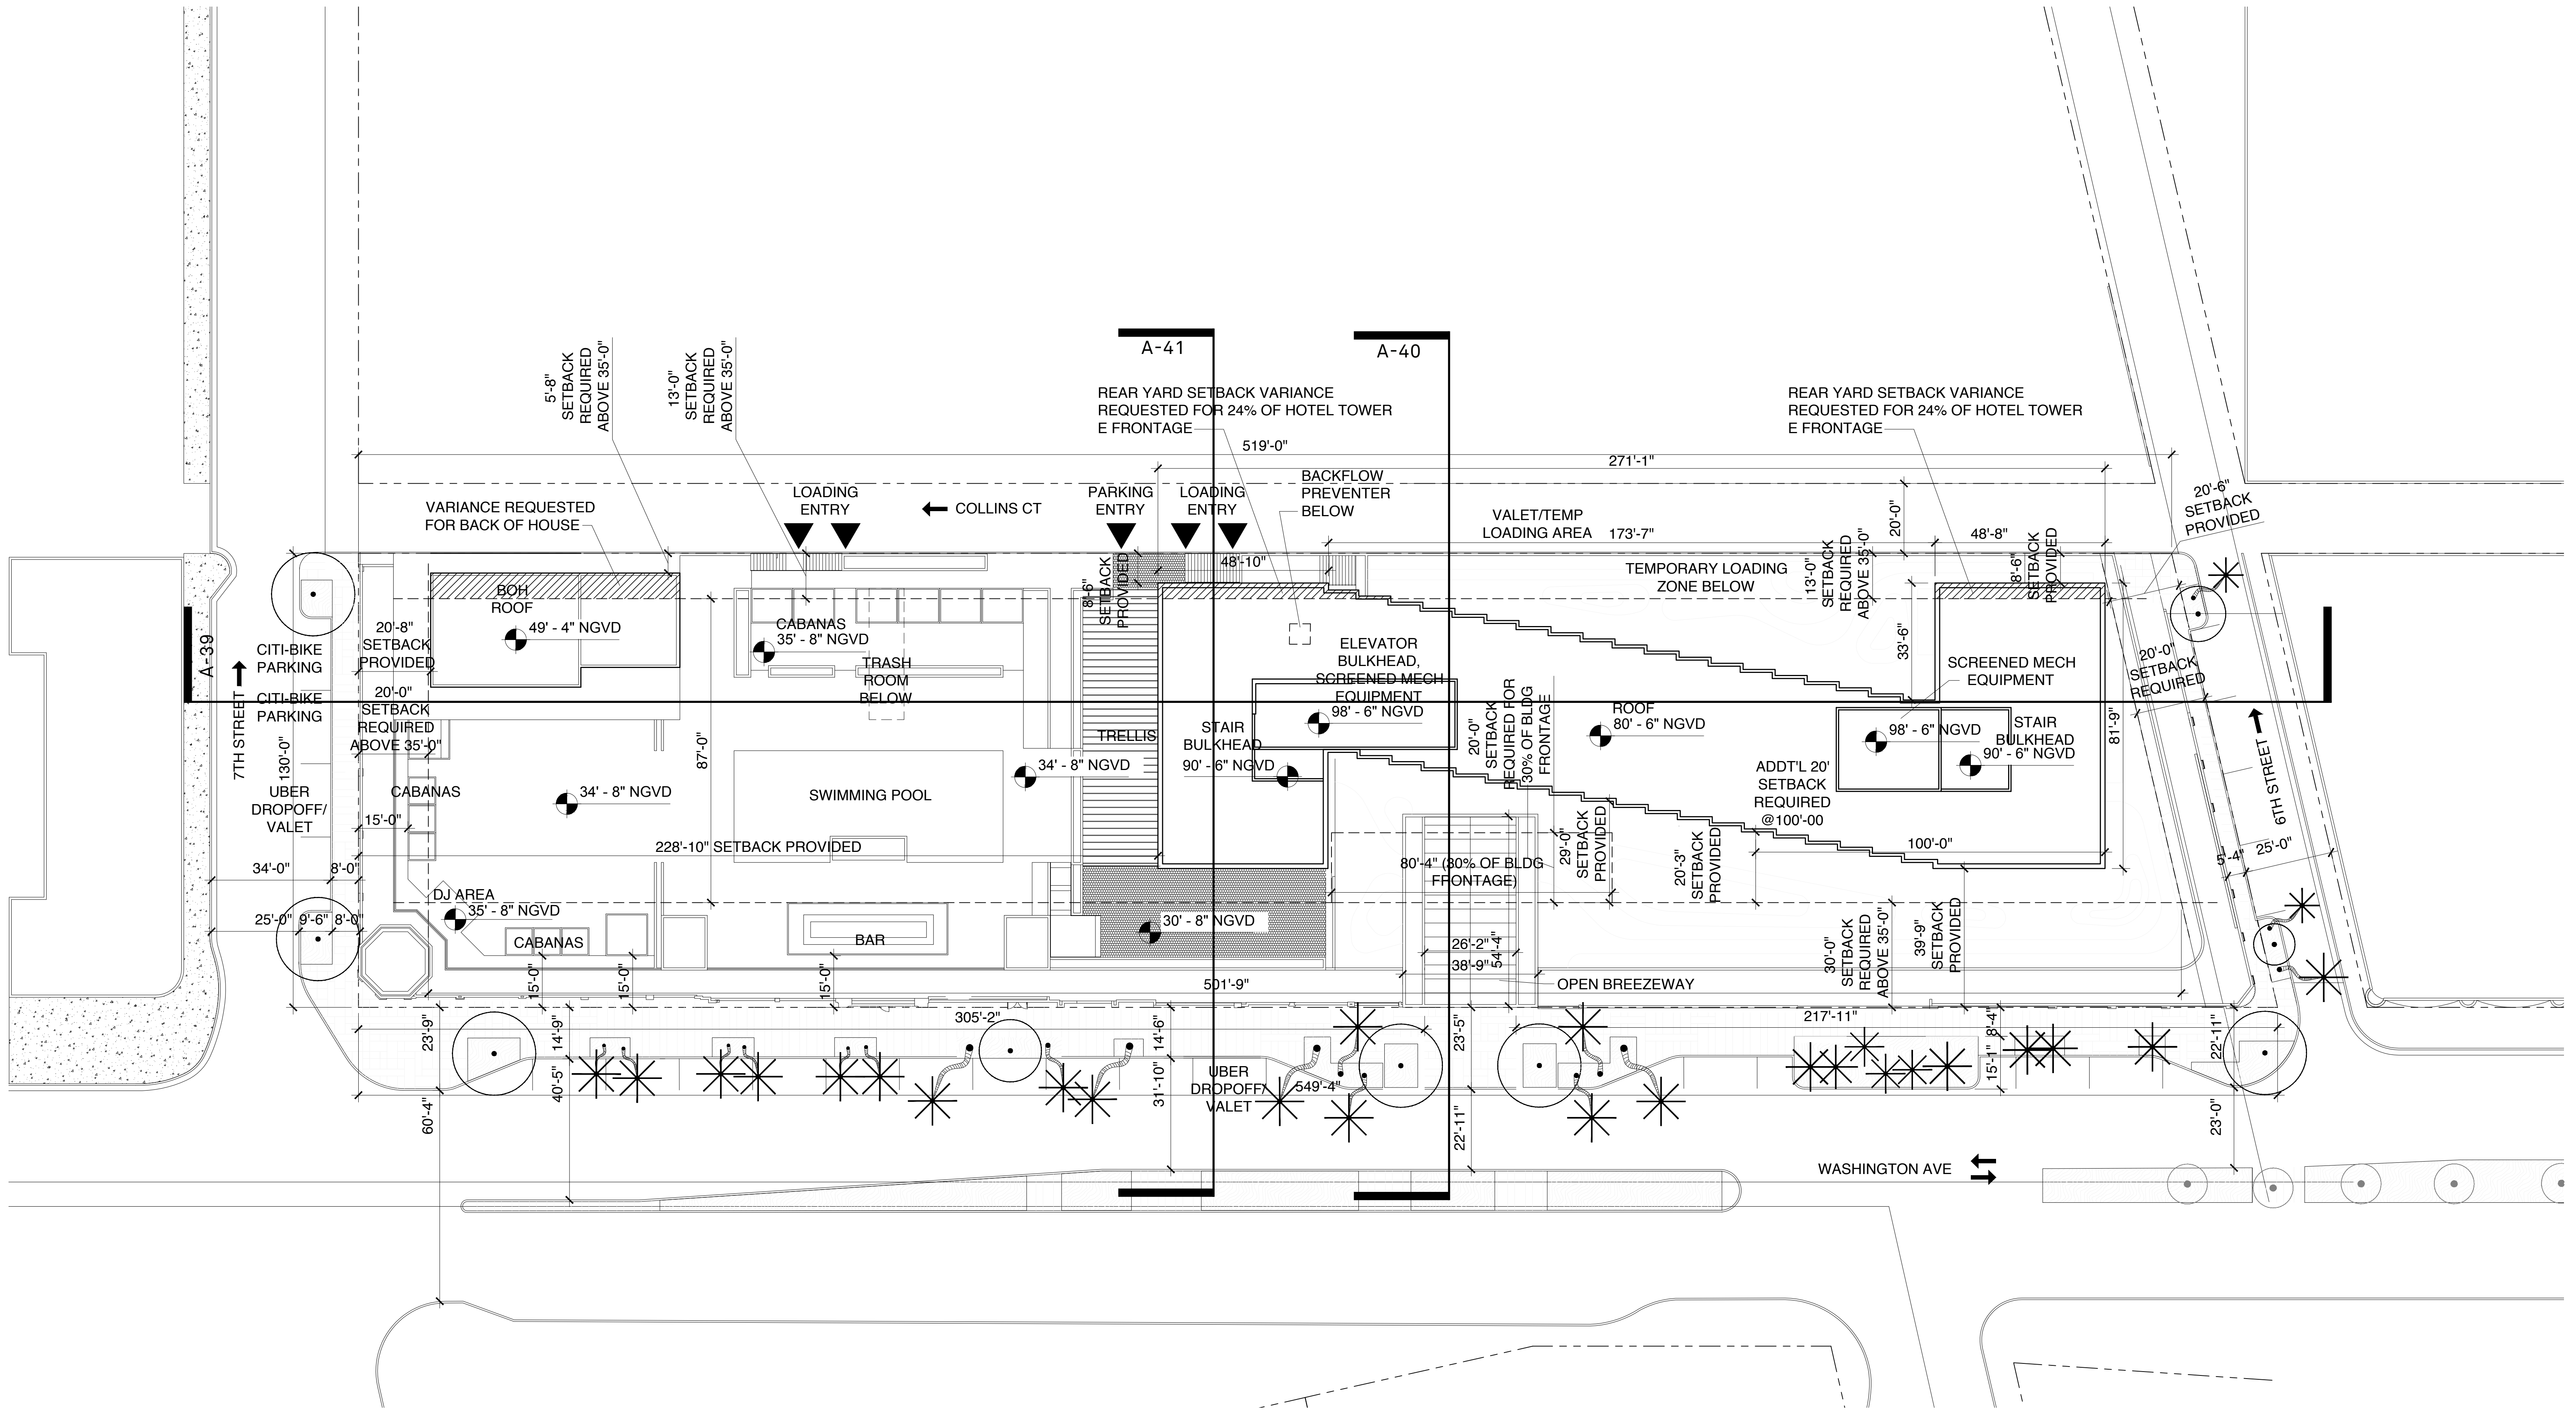 A-41
A-40
5'-8"
SETBACK
REQUIRED
ABOVE 35'-0"
13'-0"
SETBACK
REQUIRED
ABOVE 35'-0"
REAR YARD SETBACK VARIANCE
REQUESTED FOR 24% OF HOTEL TOWER
E FRONTAGE
REAR YARD SETBACK VARIANCE
REQUESTED FOR 24% OF HOTEL TOWER
E FRONTAGE
519'-0"
271'-1"
VARIANCE REQUESTED
FOR BACK OF HOUSE
LOADING
ENTRY
COLLINS CT
PARKING
ENTRY
LOADING
ENTRY
BACKFLOW
PREVENTER
BELOW
VALET/TEMP
LOADING AREA
173'-7"
20'-0"
48'-8"
20'-6"
SETBACK
PROVIDED
48'-10"
8'-6"
SETBACK
PROVIDED
TEMPORARY LOADING
ZONE BELOW
13'-0"
SETBACK
REQUIRED
ABOVE 35'-0"
8'-6"
SETBACK
PROVIDED
BOH
ROOF
49' - 4" NGVD
CABANAS
35' - 8" NGVD
TRASH
ROOM
BELOW
A-39
7TH STREET
CITI-BIKE
PARKING
CITI-BIKE
PARKING
20'-8"
SETBACK
PROVIDED
20'-0"
SETBACK
REQUIRED
ABOVE 35'-0"
130'-0"
UBER
DROPOFF/
VALET
ELEVATOR
BULKHEAD,
SCREENED MECH
EQUIPMENT
98' - 6" NGVD
33'-6"
SCREENED MECH
EQUIPMENT
20'-0"
SETBACK
REQUIRED
TRELLIS
STAIR
BULKHEAD
90' - 6" NGVD
20'-0"
SETBACK
REQUIRED FOR
30% OF BLDG
FRONTAGE
ROOF
80' - 6" NGVD
98' - 6" NGVD
STAIR
BULKHEAD
90' - 6" NGVD
81'-9"
6TH STREET
87'-0"
34' - 8" NGVD
34' - 8" NGVD
CABANAS
SWIMMING POOL
ADDT'L 20'
SETBACK
REQUIRED
@100'-00
15'-0"
228'-10" SETBACK PROVIDED
80'-4" (30% OF BLDG
FRONTAGE)
29'-0"
SETBACK
PROVIDED
20'-3"
SETBACK
PROVIDED
100'-0"
5'-4"
25'-0"
34'-0"
8'-0"
25'-0"
9'-6"
8'-0"
DJ AREA
35' - 8" NGVD
CABANAS
BAR
30' - 8" NGVD
26'-2"
54'-4"
38'-9"
30'-0"
SETBACK
REQUIRED
ABOVE 35'-0"
39'-9"
SETBACK
PROVIDED
15'-0"
15'-0"
15'-0"
501'-9"
OPEN BREEZEWAY
305'-2"
217'-11"
23'-9"
14'-9"
14'-6"
23'-5"
8'-4"
22'-11"
60'-4"
40'-5"
31'-10"
UBER
DROPOFF/
VALET
549'-4"
22'-11"
15'-1"
23'-0"
WASHINGTON AVE